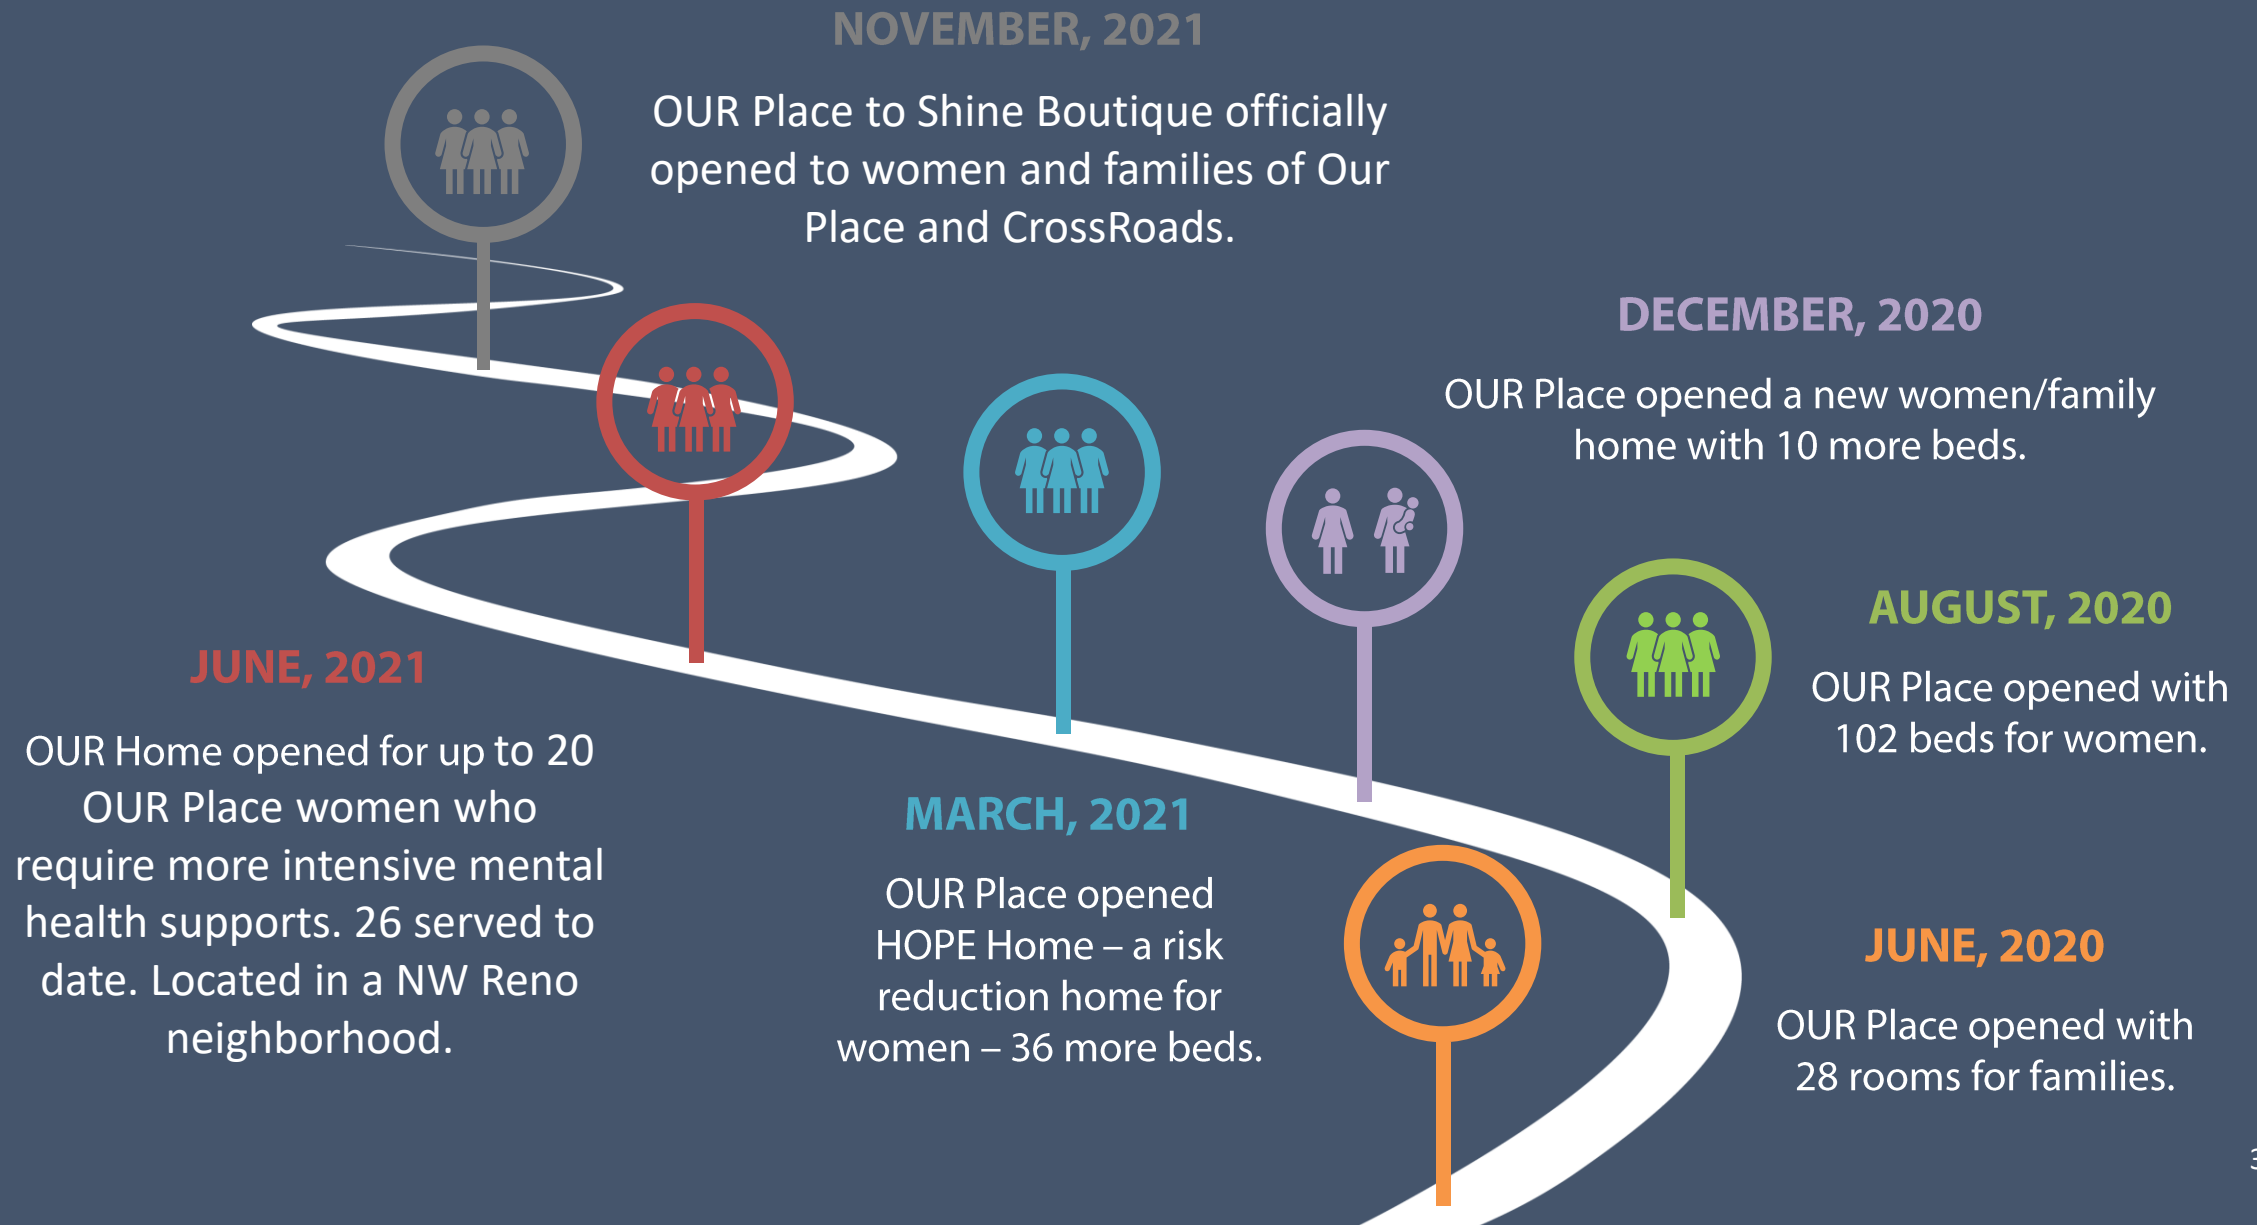 NOVEMBER, 2021
OUR Place to Shine Boutique officially
opened to women and families of Our
Place and CrossRoads.
DECEMBER, 2020
OUR Place opened a new women/family
home with 10 more beds.
AUGUST, 2020
OUR Place opened with
102 beds for women.
JUNE, 2021
OUR Home opened for up to 20
OUR Place women who
require more intensive mental
health supports. 26 served to
date. Located in a NW Reno
neighborhood.
MARCH, 2021
OUR Place opened
HOPE Home – a risk
reduction home for
women – 36 more beds.
JUNE, 2020
OUR Place opened with
28 rooms for families.
3